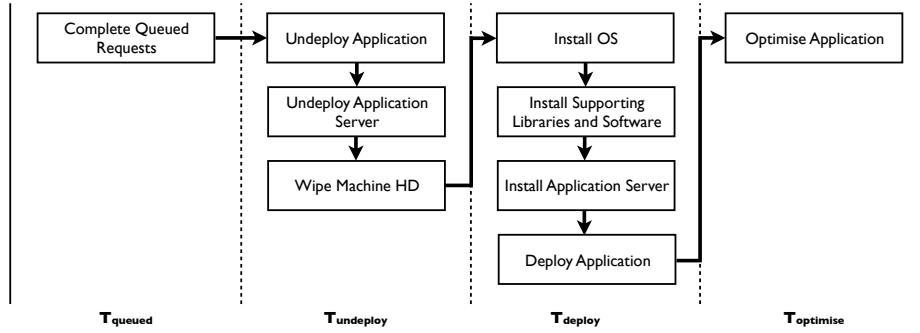 Complete Queued
Requests
Undeploy Application
Undeploy Application
Server
Wipe Machine HD
Install OS
Install Supporting
Libraries and Software
Install Application Server
Deploy Application
Optimise Application
Tqueued
Tundeploy
Tdeploy
Toptimise